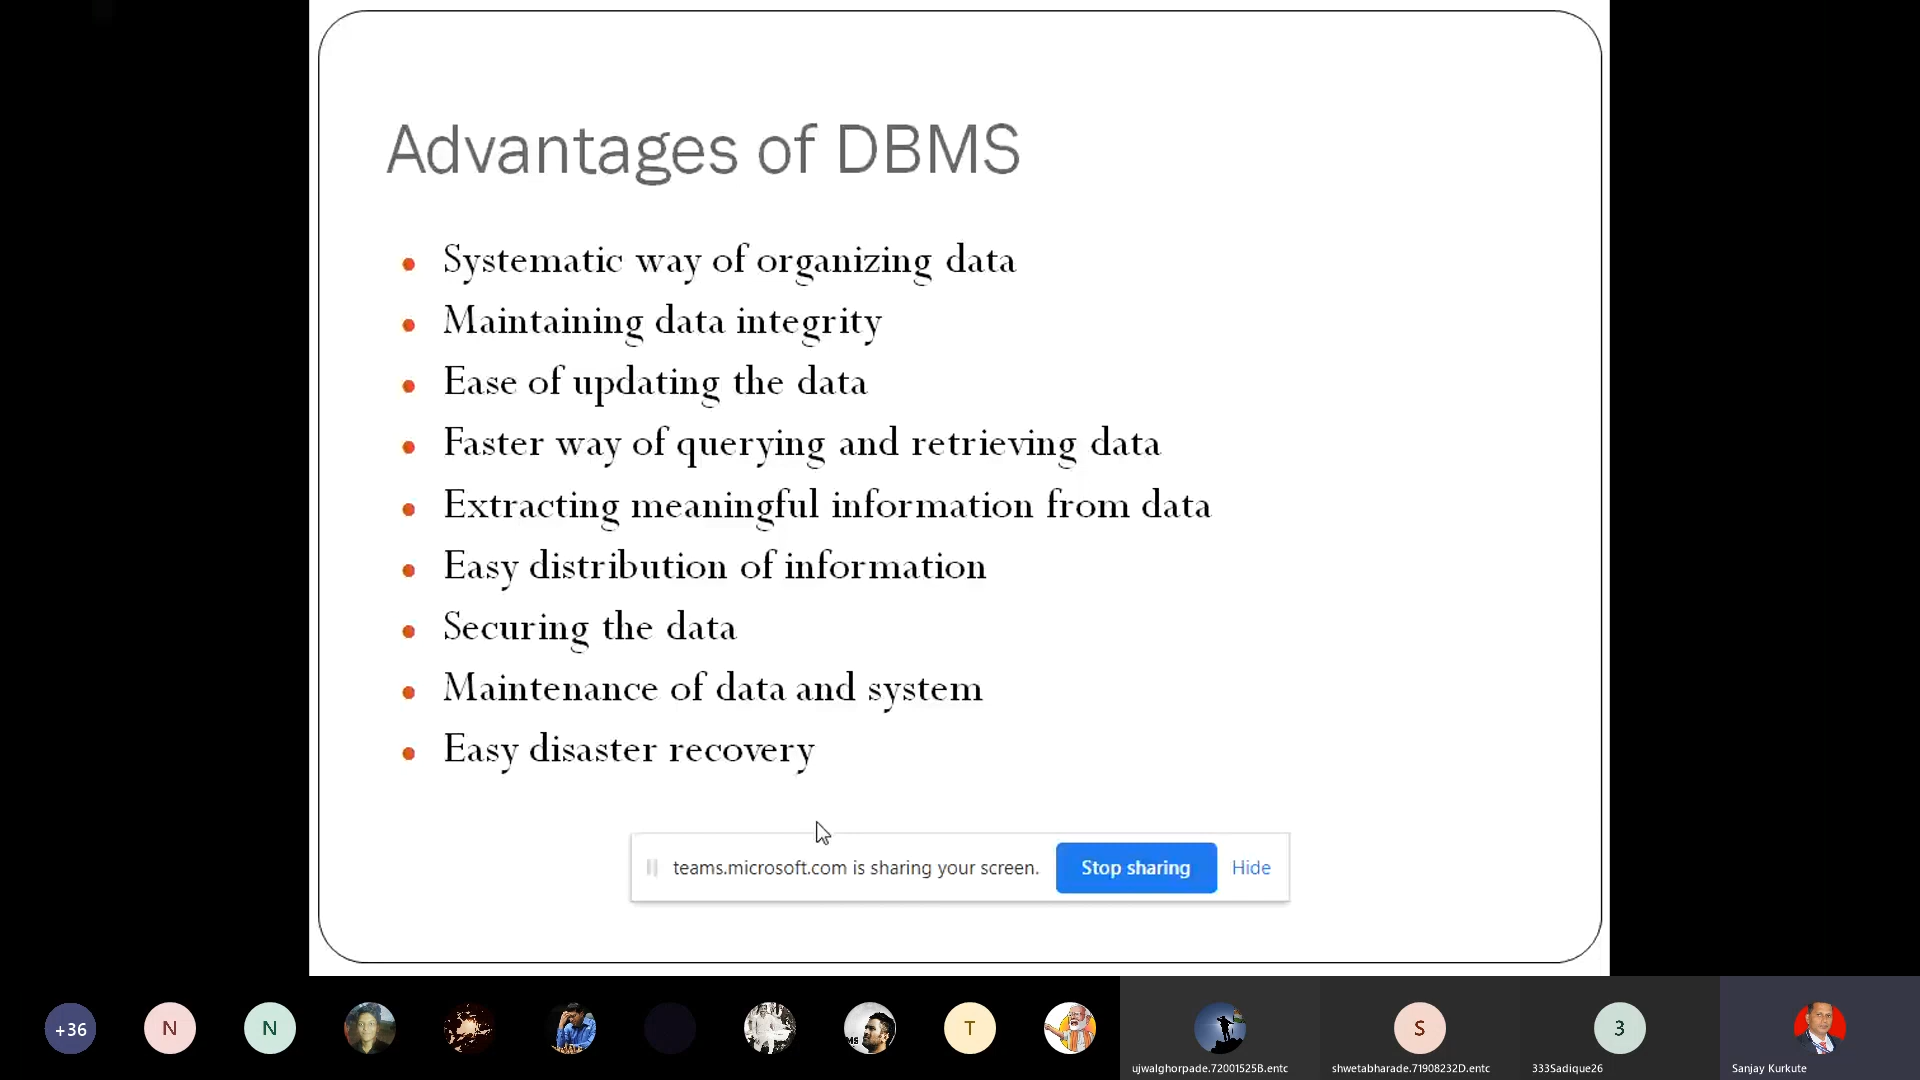 Advantages of DBMS
Systematic way of organizing data
Maintaining data integrity
Ease of updating the data
Faster way of querying and retrieving data
Extracting meaningful information from data
Easy distribution of information
Securing the data
Maintenance of data and system
Easy disaster recovery
teams.microsoft.com is sharing your screen. Stop sharing Hide
+36 N N MS T S 3
ujwalghorpade.72001525B.entc shwetabharade.71908232D.entc 333Sadique26 Sanjay Kurkute